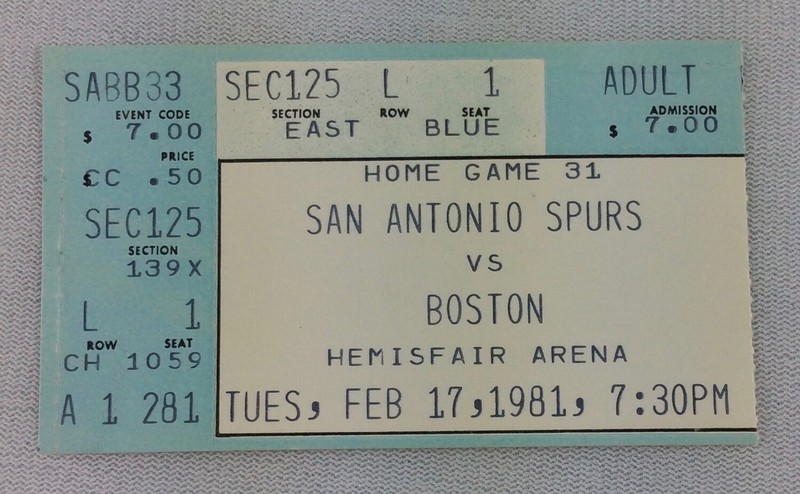 SABB33
EVENT CODE
$ 7.00
PRICE
CC .50
SEC125
SECTION
139X
L 1
ROW SEAT
CH 1059
A 1 281
SEC125 L 1
SECTION ROW SEAT
EAST BLUE
ADULT
ADMISSION
$ 7.00
HOME GAME 31
SAN ANTONIO SPURS
VS
BOSTON
HEMISFAIR ARENA
TUES, FEB 17,1981, 7:30PM